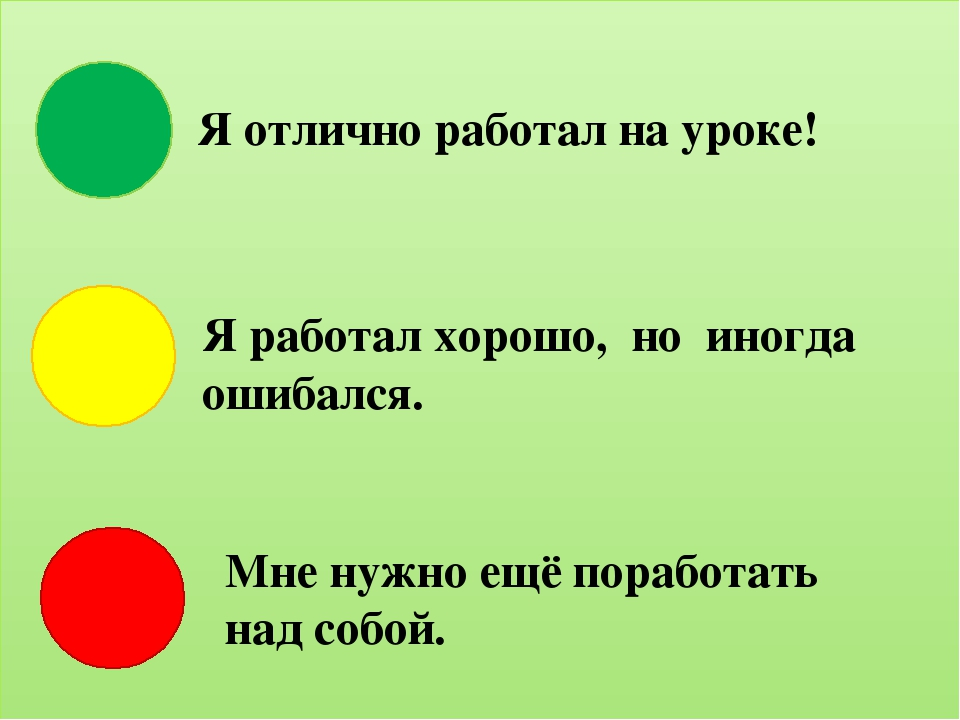 Я отлично работал на уроке!
Я работал хорошо, но иногда
ошибался.
Мне нужно ещё поработать
над собой.